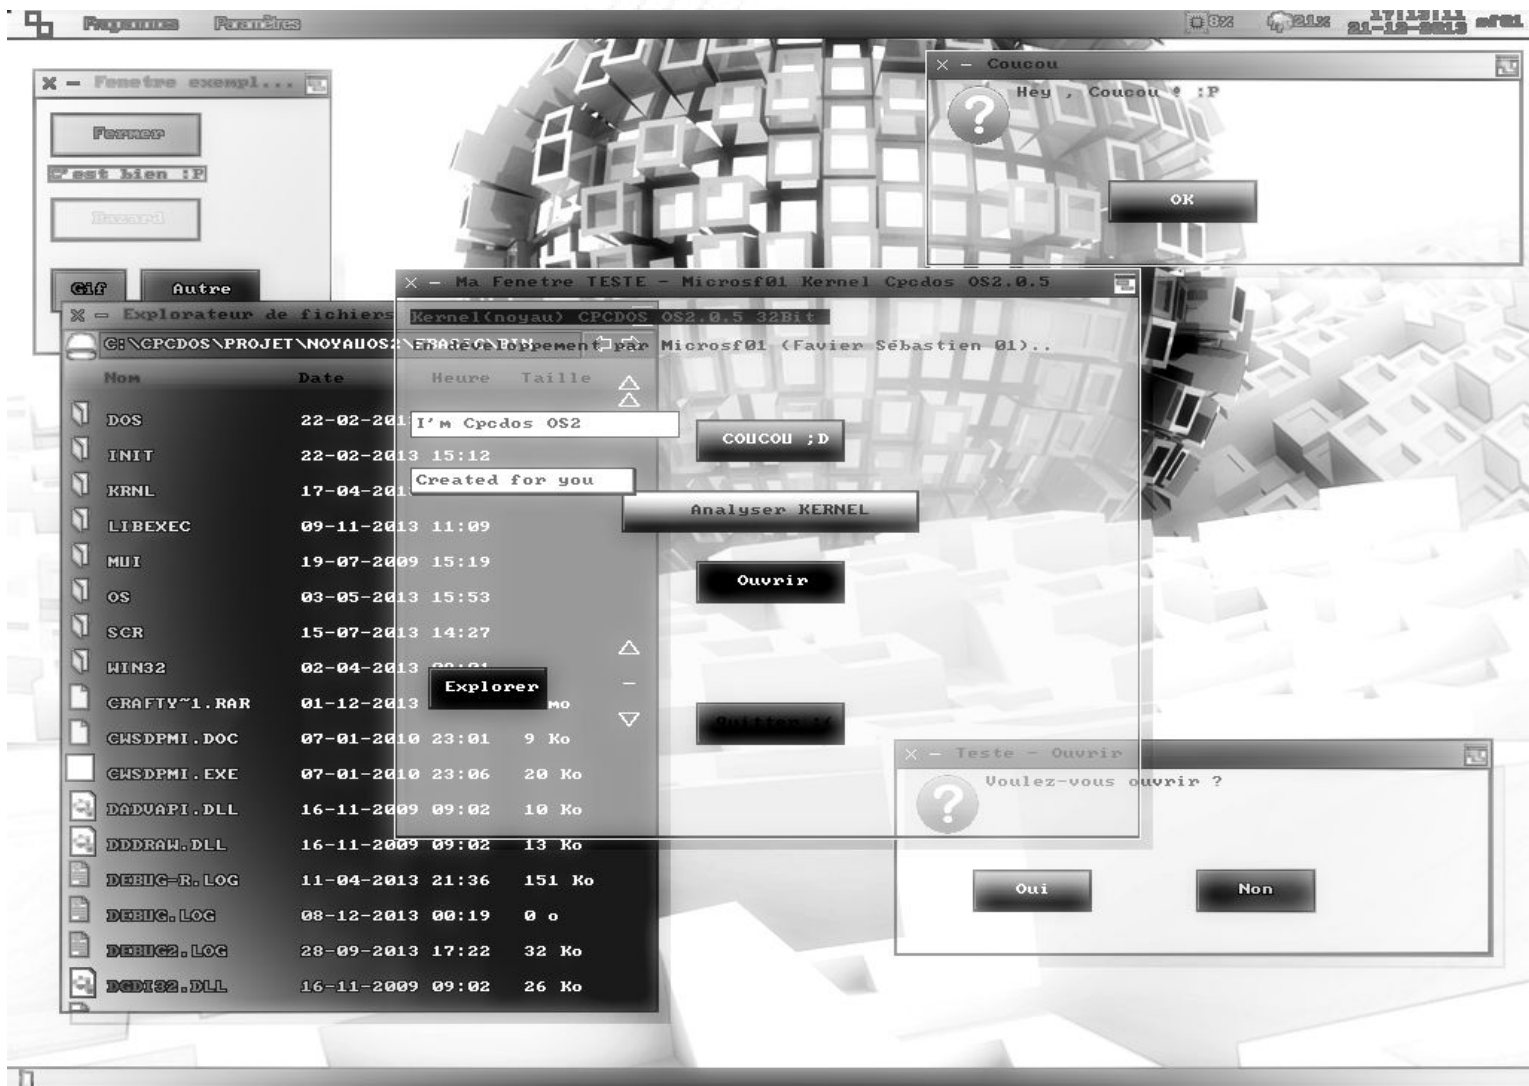 Programmes Paramètres 8% 21% 17:13:11
21-12-2013 sf01
X - Fenetre exempl...
Fermer
C'est bien :P
Bazard
Gif Autre
X - Coucou
Hey , Coucou ! :P
OK
X - Ma Fenetre TESTE - Microsf01 Kernel Cpcdos OS2.0.5
Kernel(noyau) CPCDOS OS2.0.5 32Bit
En développement par Microsf01 (Favier Sébastien 01)..
I'm Cpcdos OS2
Created for you
COUCOU ;D
Analyser KERNEL
Ouvrir
Explorer
Quitter :(
X - Explorateur de fichiers
C:\CPCDOS\PROJET\NOYAUOS2\FBASIC\BIN
Nom Date Heure Taille
DOS 22-02-201
INIT 22-02-2013 15:12
KRNL 17-04-201
LIBEXEC 09-11-2013 11:09
MUI 19-07-2009 15:19
OS 03-05-2013 15:53
SCR 15-07-2013 14:27
WIN32 02-04-2013
CRAFTY~1.RAR 01-12-2013 mo
CWSDPMI.DOC 07-01-2010 23:01 9 Ko
CWSDPMI.EXE 07-01-2010 23:06 20 Ko
DADVAPI.DLL 16-11-2009 09:02 10 Ko
DDDRAW.DLL 16-11-2009 09:02 13 Ko
DEBUG-R.LOG 11-04-2013 21:36 151 Ko
DEBUG.LOG 08-12-2013 00:19 0 o
DEBUG2.LOG 28-09-2013 17:22 32 Ko
DGDI32.DLL 16-11-2009 09:02 26 Ko
X - Teste - Ouvrir
Voulez-vous ouvrir ?
Oui Non